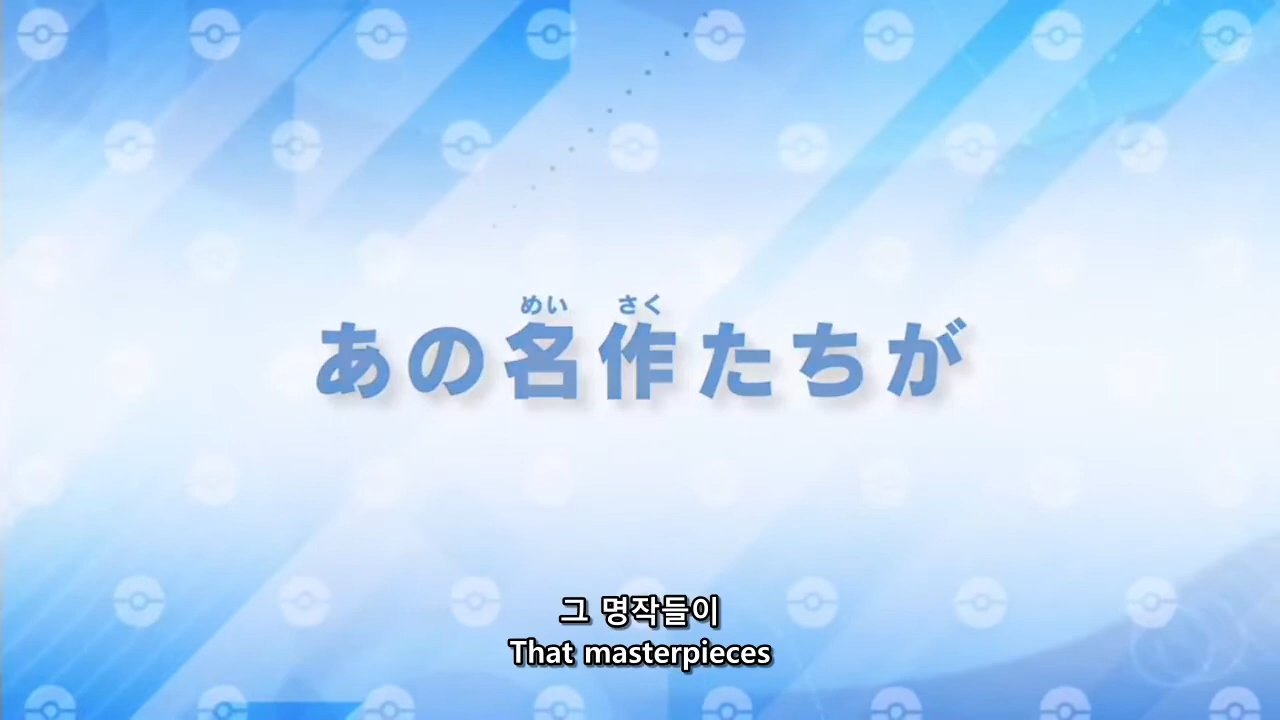 めい さく
あの名作たちが
그 명작들이
That masterpieces